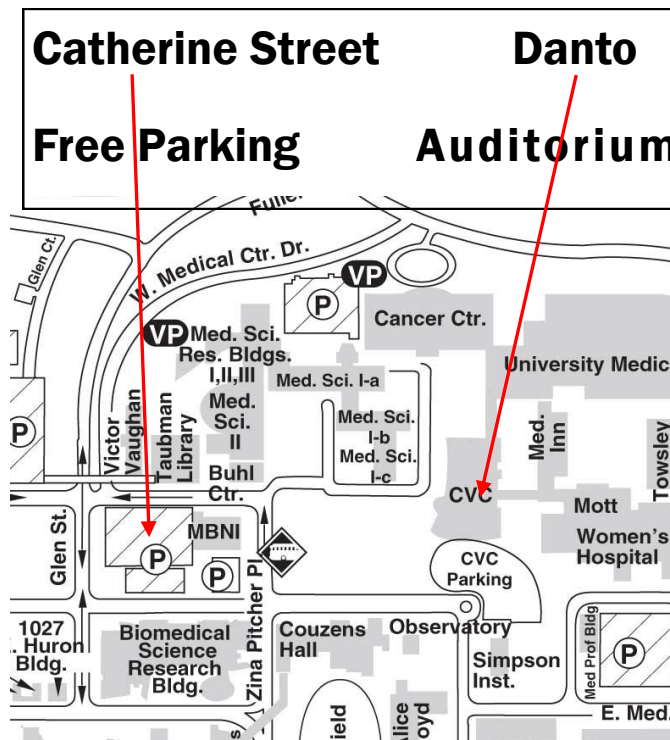 Catherine Street
Danto
Free Parking
Auditorium
Fuller
Glen Ct.
W. Medical Ctr. Dr.
VP
P
Cancer Ctr.
VP
Med. Sci.
Res. Bldgs.
I,II,III
University Medic
Med. Sci. I-a
Med.
Sci.
II
Med. Sci.
I-b
Med. Sci.
I-c
Med.
Inn
Towsley
P
Victor
Vaughan
Taubman
Library
Buhl
Ctr.
CVC
Mott
Women's
Hospital
Glen St.
MBNI
P
P
CVC
Parking
Zina Pitcher Pl
1027
. Huron
Bldg.
Biomedical
Science
Research
Bldg.
Couzens
Hall
Observatory
Simpson
Inst.
Med Prof Bldg
P
E. Med.
ield
Alice
oyd